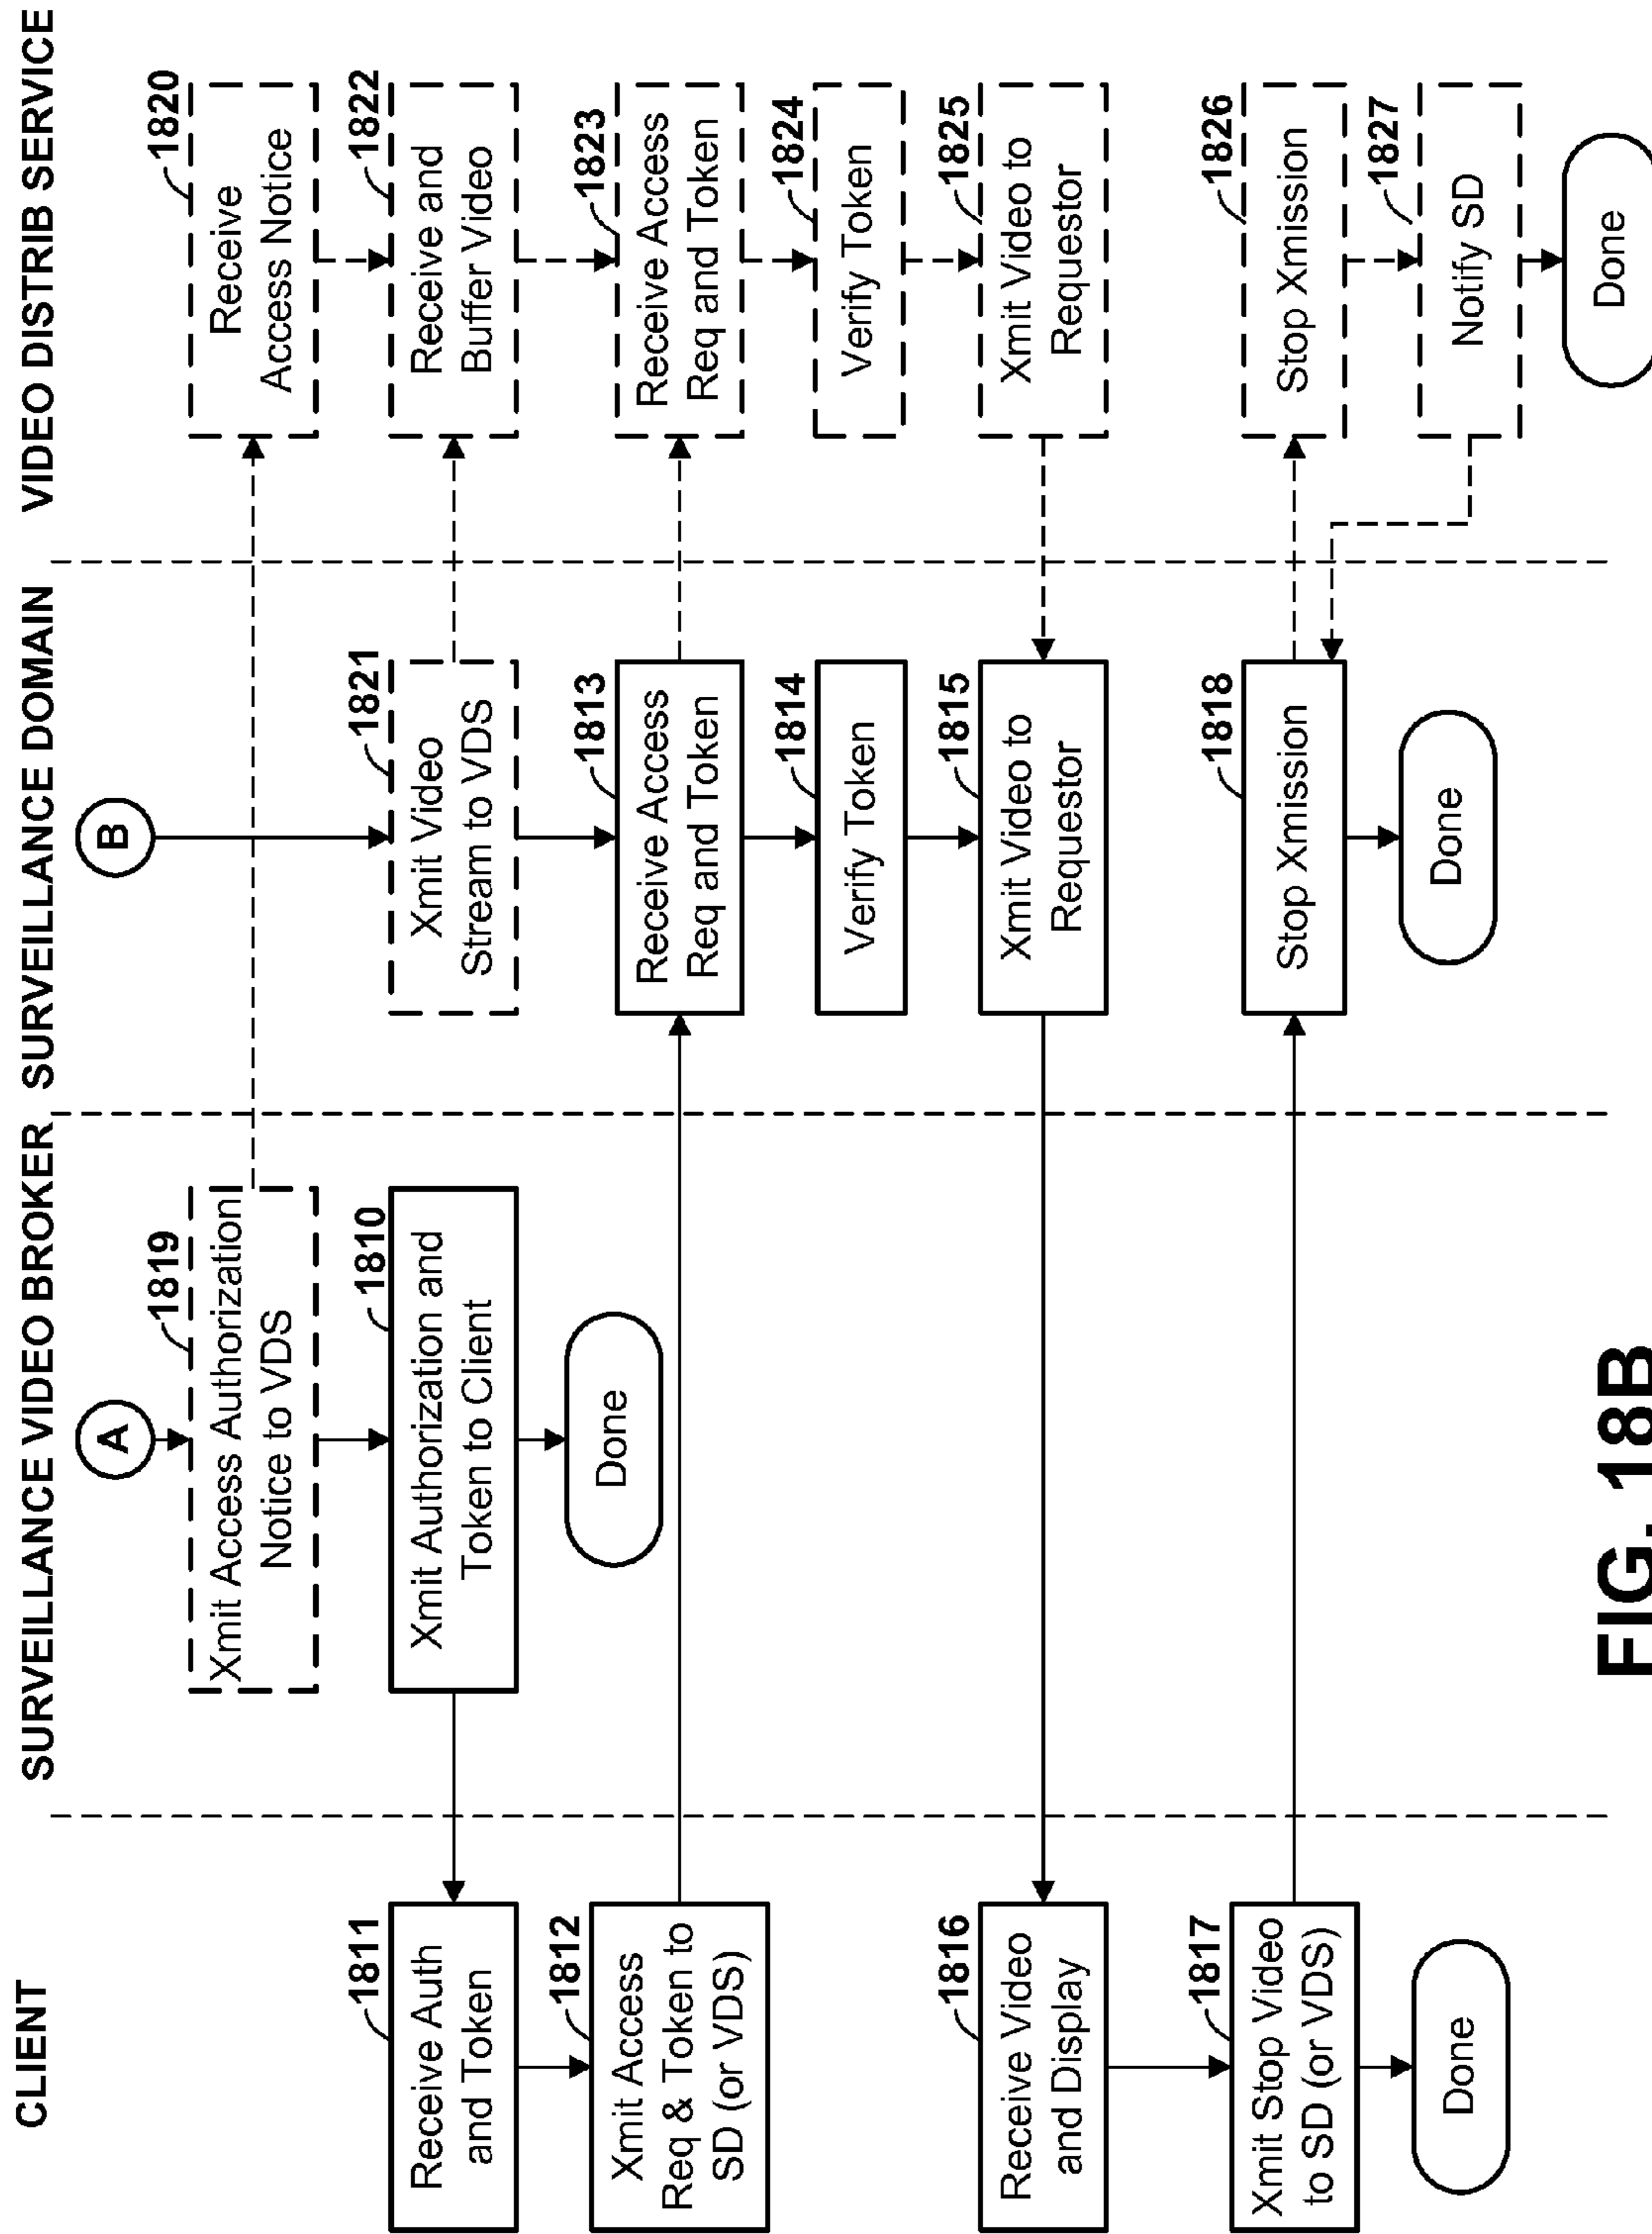 CLIENT
SURVEILLANCE VIDEO BROKER
SURVEILLANCE DOMAIN
VIDEO DISTRIB SERVICE
A
B
1819
Xmit Access Authorization
Notice to VDS
1820
Receive
Access Notice
1811
Receive Auth
and Token
1810
Xmit Authorization and
Token to Client
1821
Xmit Video
Stream to VDS
1822
Receive and
Buffer Video
1812
Xmit Access
Req & Token to
SD (or VDS)
Done
1813
Receive Access
Req and Token
1823
Receive Access
Req and Token
1814
Verify Token
1824
Verify Token
1816
Receive Video
and Display
1815
Xmit Video to
Requestor
1825
Xmit Video to
Requestor
1817
Xmit Stop Video
to SD (or VDS)
1818
Stop Xmission
1826
Stop Xmission
1827
Notify SD
Done
Done
Done
FIG. 18B